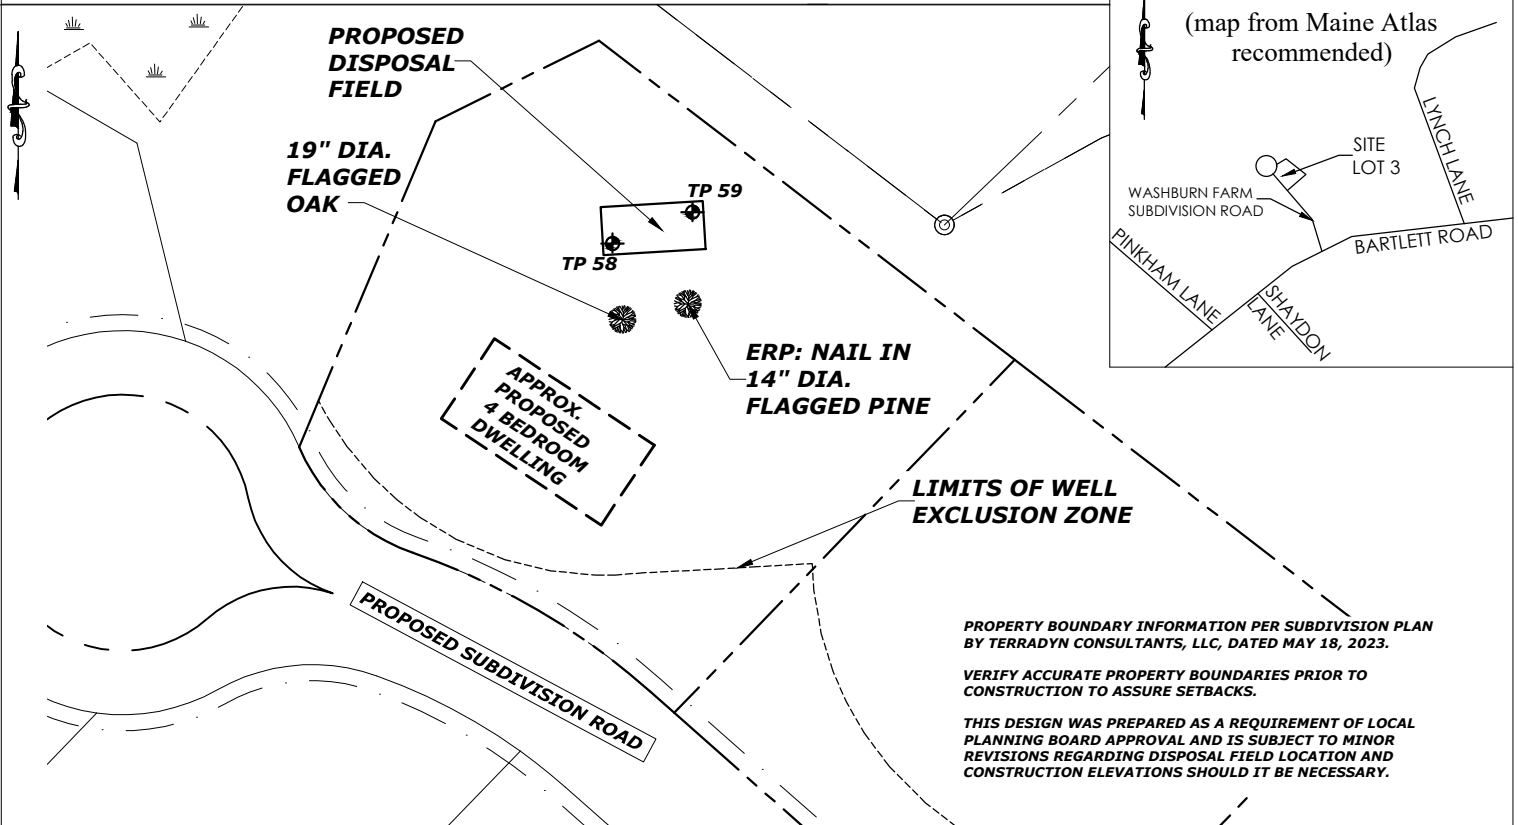 PROPOSED
DISPOSAL
FIELD
19" DIA.
FLAGGED
OAK
TP 59
TP 58
ERP: NAIL IN
14" DIA.
FLAGGED PINE
APPROX.
PROPOSED
4 BEDROOM
DWELLING
LIMITS OF WELL
EXCLUSION ZONE
PROPOSED SUBDIVISION ROAD
(map from Maine Atlas
recommended)
LYNCH LANE
SITE
LOT 3
WASHBURN FARM
SUBDIVISION ROAD
BARTLETT ROAD
PINKHAM LANE
SHAYDON
LANE
PROPERTY BOUNDARY INFORMATION PER SUBDIVISION PLAN
BY TERRADYN CONSULTANTS, LLC, DATED MAY 18, 2023.
VERIFY ACCURATE PROPERTY BOUNDARIES PRIOR TO
CONSTRUCTION TO ASSURE SETBACKS.
THIS DESIGN WAS PREPARED AS A REQUIREMENT OF LOCAL
PLANNING BOARD APPROVAL AND IS SUBJECT TO MINOR
REVISIONS REGARDING DISPOSAL FIELD LOCATION AND
CONSTRUCTION ELEVATIONS SHOULD IT BE NECESSARY.